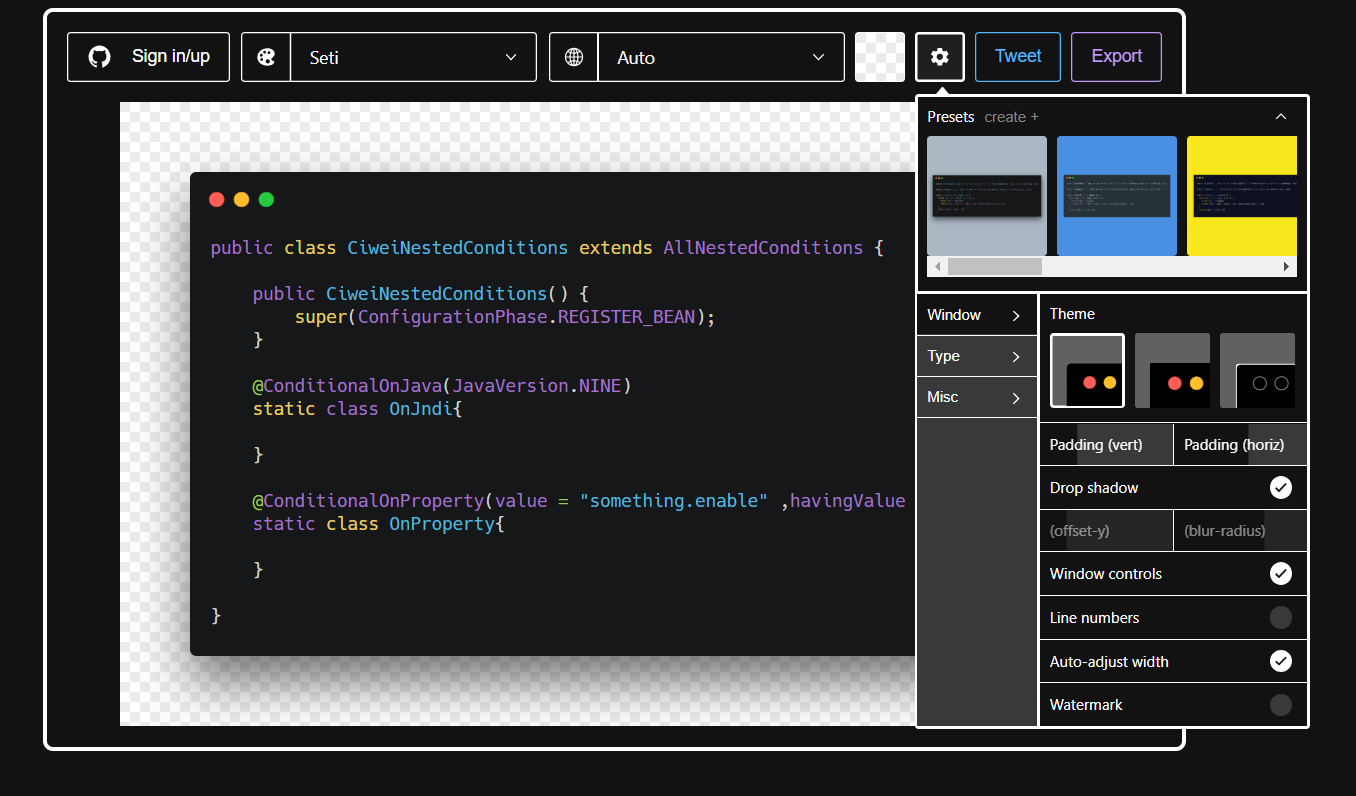 Sign in/up
Seti
Auto
Tweet
Export
Presets create +
public class CiweiNestedConditions extends AllNestedConditions {
public CiweiNestedConditions() {
super(ConfigurationPhase.REGISTER_BEAN);
}
@ConditionalOnJava(JavaVersion.NINE)
static class OnJndi{
}
@ConditionalOnProperty(value = "something.enable" ,havingValue
static class OnProperty{
}
}
Window
Type
Misc
Theme
Padding (vert) Padding (horiz)
Drop shadow
(offset-y) (blur-radius)
Window controls
Line numbers
Auto-adjust width
Watermark